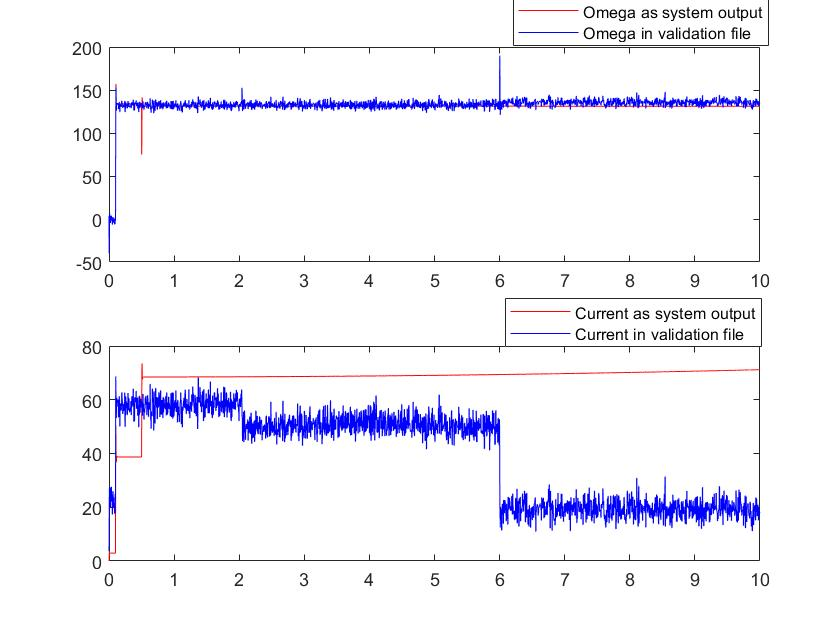 Omega as system output
Omega in validation file
200
150
100
50
0
-50
0 1 2 3 4 5 6 7 8 9 10
Current as system output
Current in validation file
80
60
40
20
0
0 1 2 3 4 5 6 7 8 9 10